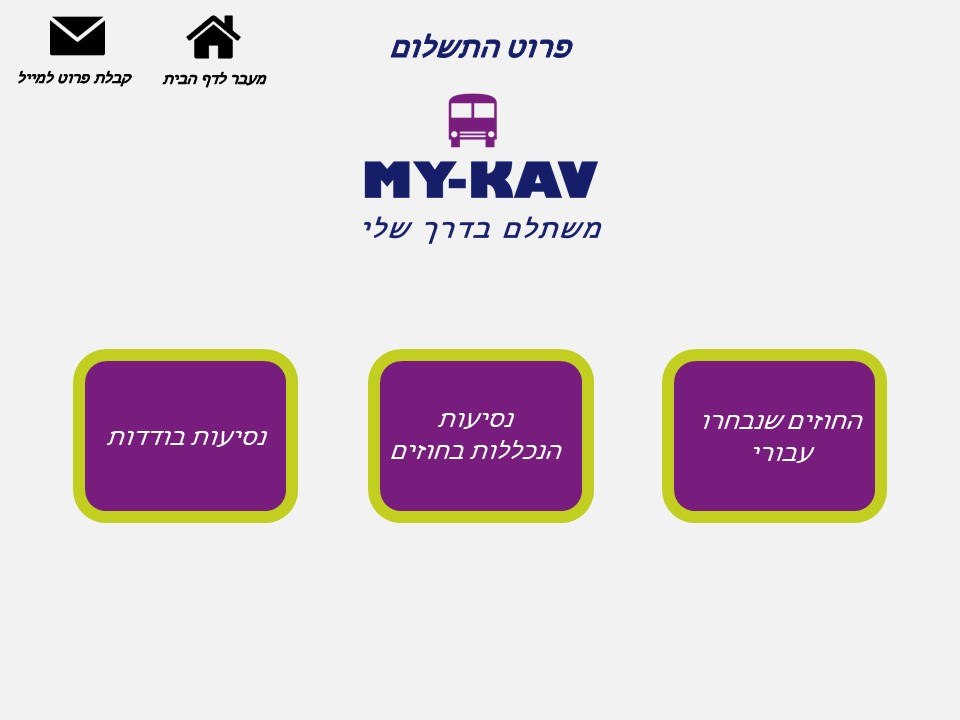 פרוט התשלום
מעבר לדף הבית
קבלת פרוט למייל
MY-KAV
משתלם בדרך שלי
החוזים שנבחרו
עבורי
נסיעות
הנכללות בחוזים
נסיעות בודדות